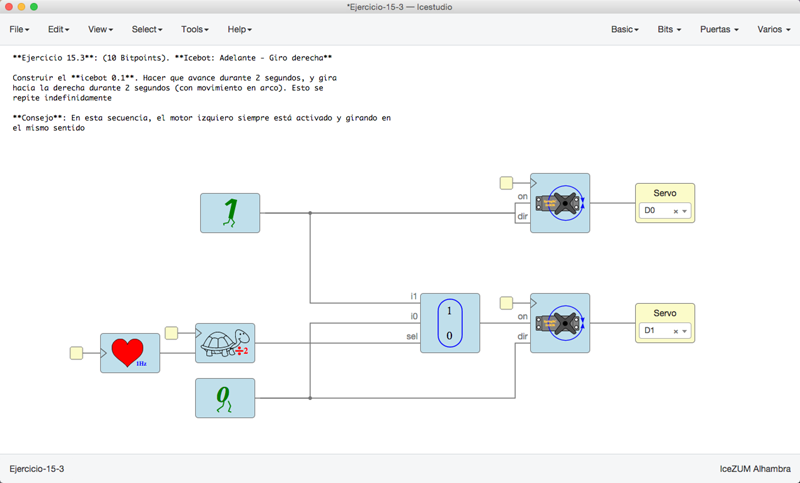 *Ejercicio-15-3 — Icestudio
File Edit View Select Tools Help Basic Bits Puertas Varios
**Ejercicio 15.3**: (10 Bitpoints). **Icebot: Adelante - Giro derecha**
Construir el **icebot 0.1**. Hacer que avance durante 2 segundos, y gira
hacia la derecha durante 2 segundos (con movimiento en arco). Esto se
repite indefinidamente
**Consejo**: En esta secuencia, el motor izquiero siempre está activado y girando en
el mismo sentido
1
on
dir
Servo
D0
i1
i0
sel
1
0
on
dir
Servo
D1
1Hz
÷2
0
Ejercicio-15-3
IceZUM Alhambra